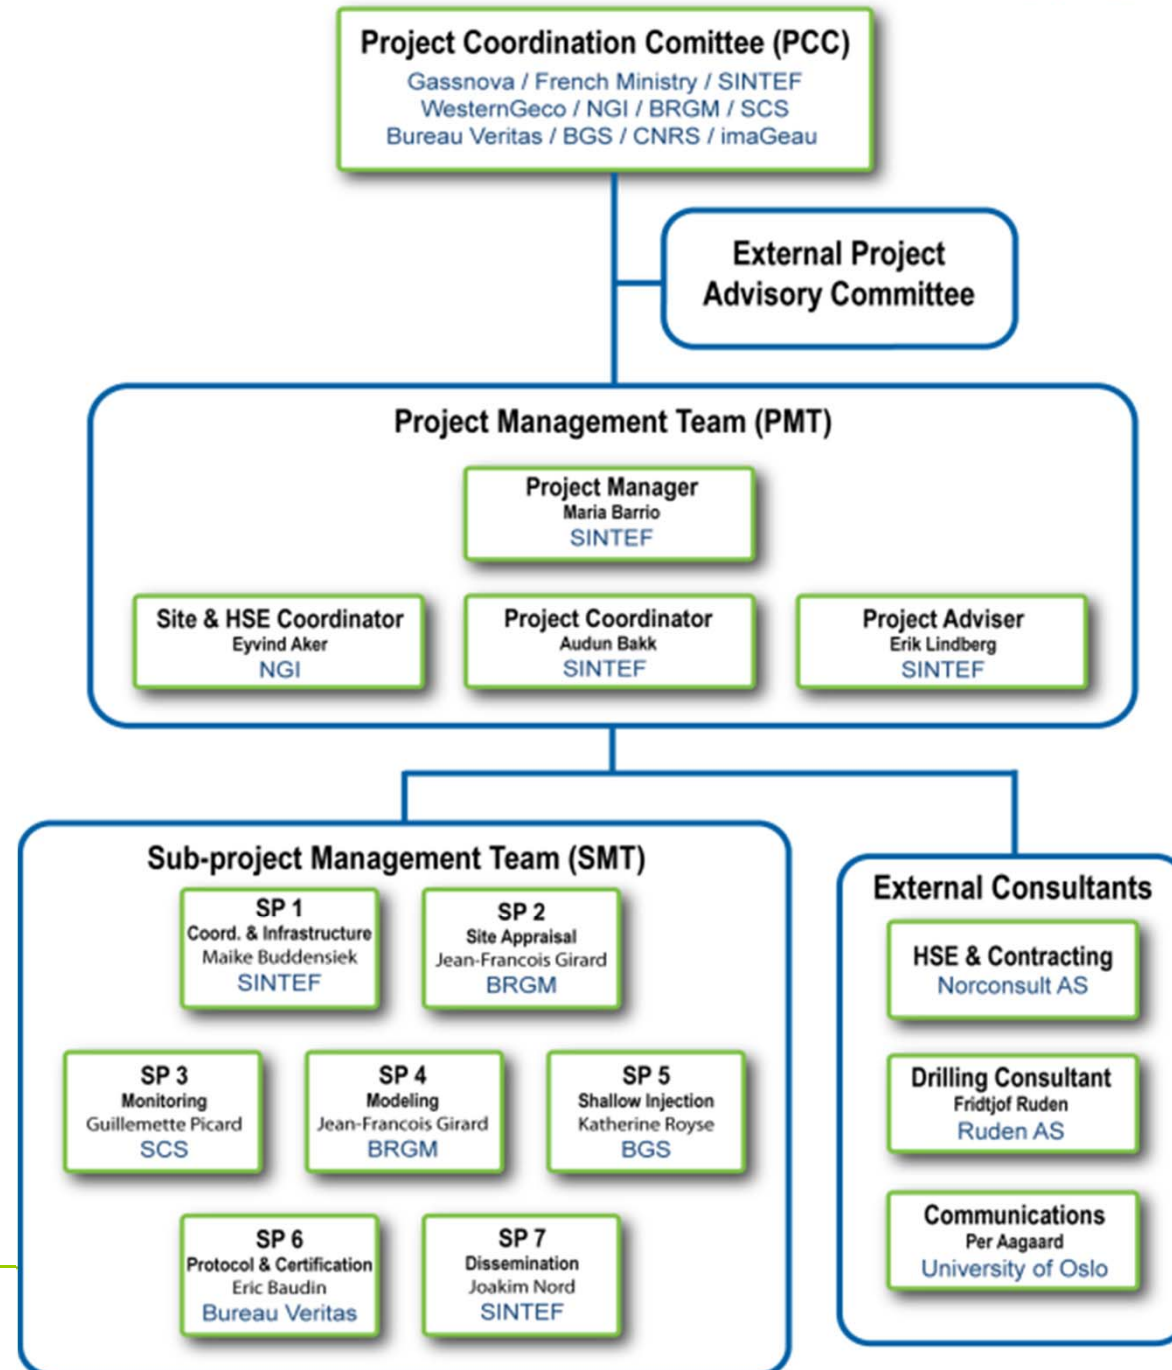 Project Coordination Comittee (PCC)
Gassnova / French Ministry / SINTEF
WesternGeco / NGI / BRGM / SCS
Bureau Veritas / BGS / CNRS / imaGeau
External Project
Advisory Committee
Project Management Team (PMT)
Project Manager
Maria Barrio
SINTEF
Site & HSE Coordinator
Eyvind Aker
NGI
Project Coordinator
Audun Bakk
SINTEF
Project Adviser
Erik Lindberg
SINTEF
Sub-project Management Team (SMT)
SP 1
Coord. & Infrastructure
Maike Buddensiek
SINTEF
SP 2
Site Appraisal
Jean-Francois Girard
BRGM
SP 3
Monitoring
Guillemette Picard
SCS
SP 4
Modeling
Jean-Francois Girard
BRGM
SP 5
Shallow Injection
Katherine Royse
BGS
SP 6
Protocol & Certification
Eric Baudin
Bureau Veritas
SP 7
Dissemination
Joakim Nord
SINTEF
External Consultants
HSE & Contracting
Norconsult AS
Drilling Consultant
Fridtjof Ruden
Ruden AS
Communications
Per Aagaard
University of Oslo